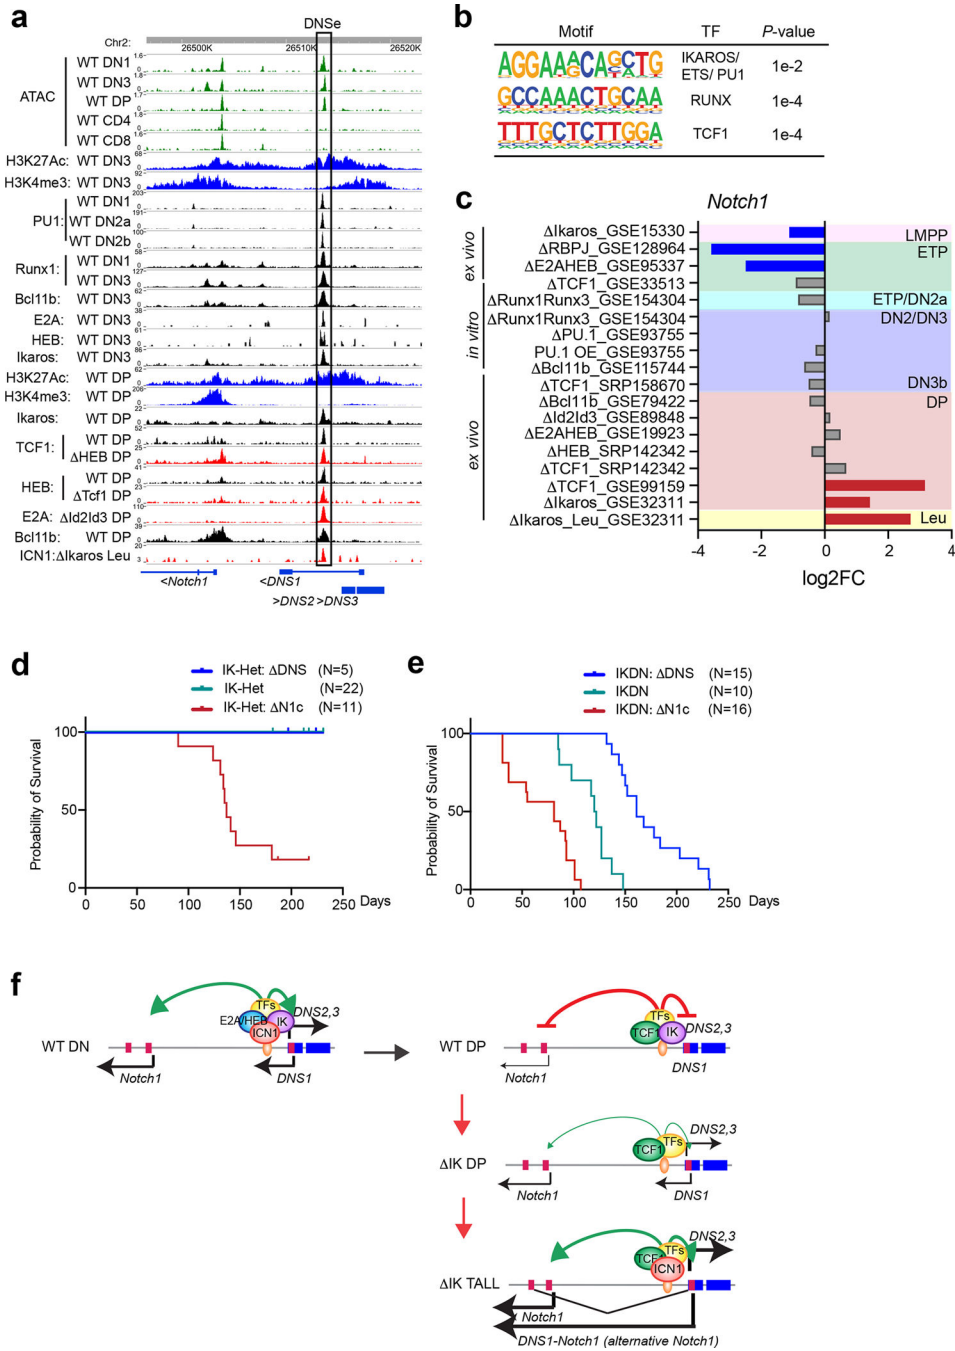 a
DNSe
Chr2:
26500K
26510K
26520K
ATAC
WT DN1
WT DN3
WT DP
WT CD4
WT CD8
H3K27Ac: WT DN3
H3K4me3: WT DN3
PU1:
WT DN1
WT DN2a
WT DN2b
Runx1:
WT DN1
WT DN3
Bcl11b: WT DN3
E2A: WT DN3
HEB: WT DN3
Ikaros: WT DN3
H3K27Ac: WT DP
H3K4me3: WT DP
Ikaros: WT DP
TCF1:
WT DP
ΔHEB DP
HEB:
WT DP
ΔTcf1 DP
E2A: ΔId2Id3 DP
Bcl11b: WT DP
ICN1:ΔIkaros Leu
<Notch1
<DNS1
>DNS2 >DNS3
b
Motif TF P-value
AGGAAACAGCTG IKAROS/ ETS/ PU1 1e-2
GCCAAACTGCAA RUNX 1e-4
TTTGCTCTTGGA TCF1 1e-4
c
Notch1
ex vivo
in vitro
ex vivo
ΔIkaros_GSE15330
ΔRBPJ_GSE128964
ΔE2AHEB_GSE95337
ΔTCF1_GSE33513
ΔRunx1Runx3_GSE154304
ΔRunx1Runx3_GSE154304
ΔPU.1_GSE93755
PU.1 OE_GSE93755
ΔBcl11b_GSE115744
ΔTCF1_SRP158670
ΔBcl11b_GSE79422
ΔId2Id3_GSE89848
ΔE2AHEB_GSE19923
ΔHEB_SRP142342
ΔTCF1_SRP142342
ΔTCF1_GSE99159
ΔIkaros_GSE32311
ΔIkaros_Leu_GSE32311
LMPP
ETP
ETP/DN2a
DN2/DN3
DN3b
DP
Leu
-4 -2 0 2 4
log2FC
d
IK-Het: ΔDNS (N=5)
IK-Het (N=22)
IK-Het: ΔN1c (N=11)
Probability of Survival
100
50
0
0 50 100 150 200 250 Days
e
IKDN: ΔDNS (N=15)
IKDN (N=10)
IKDN: ΔN1c (N=16)
Probability of Survival
100
50
0
0 50 100 150 200 250 Days
f
WT DN
TFs
E2A/HEB
IK
ICN1
DNS2,3
Notch1
DNS1
WT DP
TFs
TCF1
IK
DNS2,3
Notch1
DNS1
ΔIK DP
TCF1
TFs
DNS2,3
Notch1
DNS1
ΔIK TALL
TCF1
TFs
ICN1
DNS2,3
Notch1
DNS1-Notch1 (alternative Notch1)